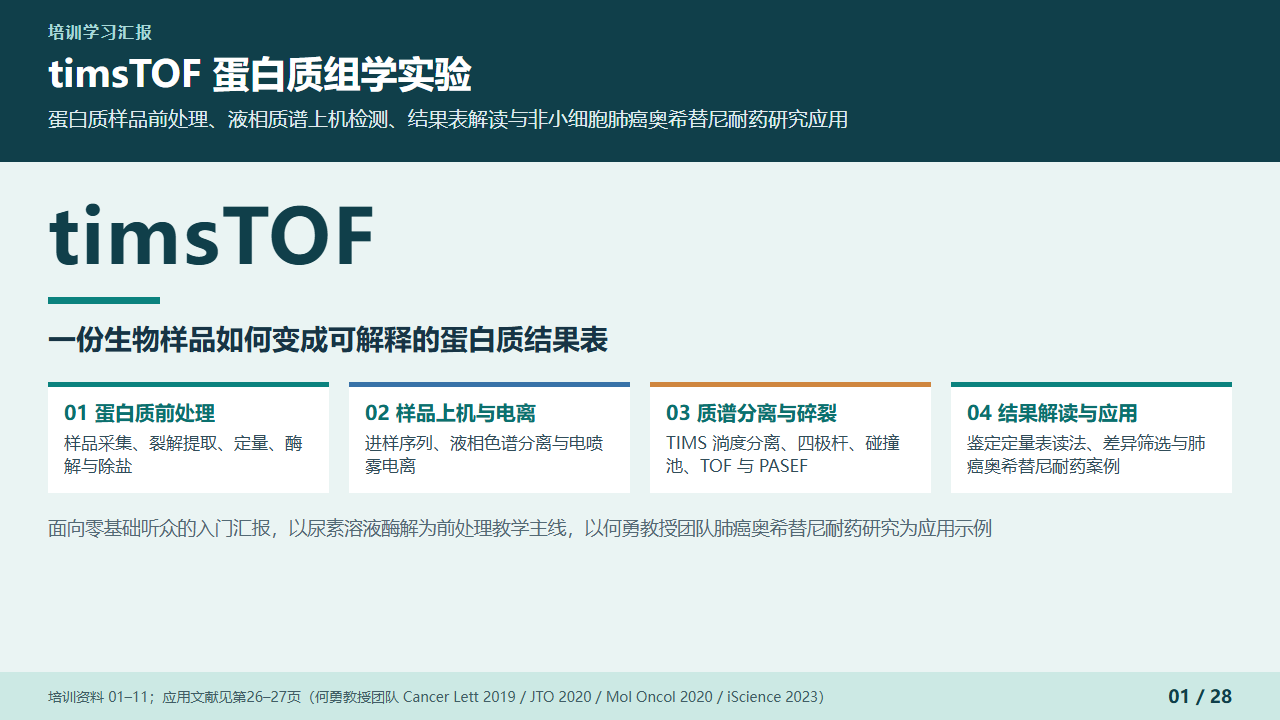 培训学习汇报
timsTOF 蛋白质组学实验
蛋白质样品前处理、液相质谱上机检测、结果表解读与非小细胞肺癌奥希替尼耐药研究应用
timsTOF
一份生物样品如何变成可解释的蛋白质结果表
01 蛋白质前处理
样品采集、裂解提取、定量、酶
解与除盐
02 样品上机与电离
进样序列、液相色谱分离与电喷
雾电离
03 质谱分离与碎裂
TIMS 淌度分离、四极杆、碰撞
池、TOF 与 PASEF
04 结果解读与应用
鉴定定量表读法、差异筛选与肺
癌奥希替尼耐药案例
面向零基础听众的入门汇报，以尿素溶液酶解为前处理教学主线，以何勇教授团队肺癌奥希替尼耐药研究为应用示例
培训资料 01–11；应用文献见第26–27页（何勇教授团队 Cancer Lett 2019 / JTO 2020 / Mol Oncol 2020 / iScience 2023）
01 / 28